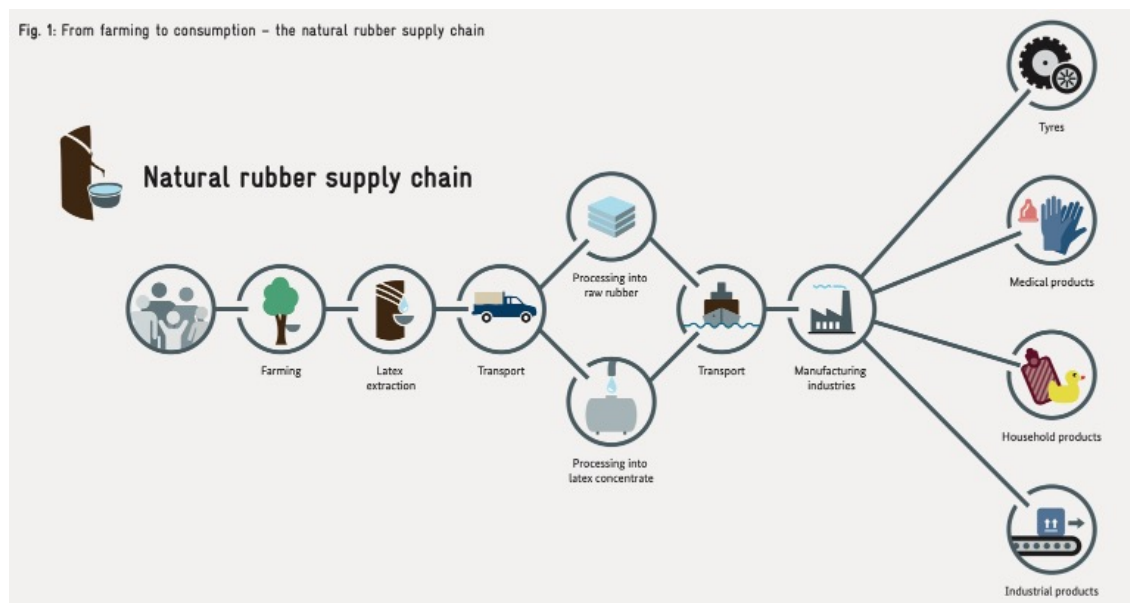 Fig. 1: From farming to consumption – the natural rubber supply chain
Natural rubber supply chain
Farming
Latex
extraction
Transport
Processing into
raw rubber
Processing into
latex concentrate
Transport
Manufacturing
industries
Tyres
Medical products
Household products
Industrial products